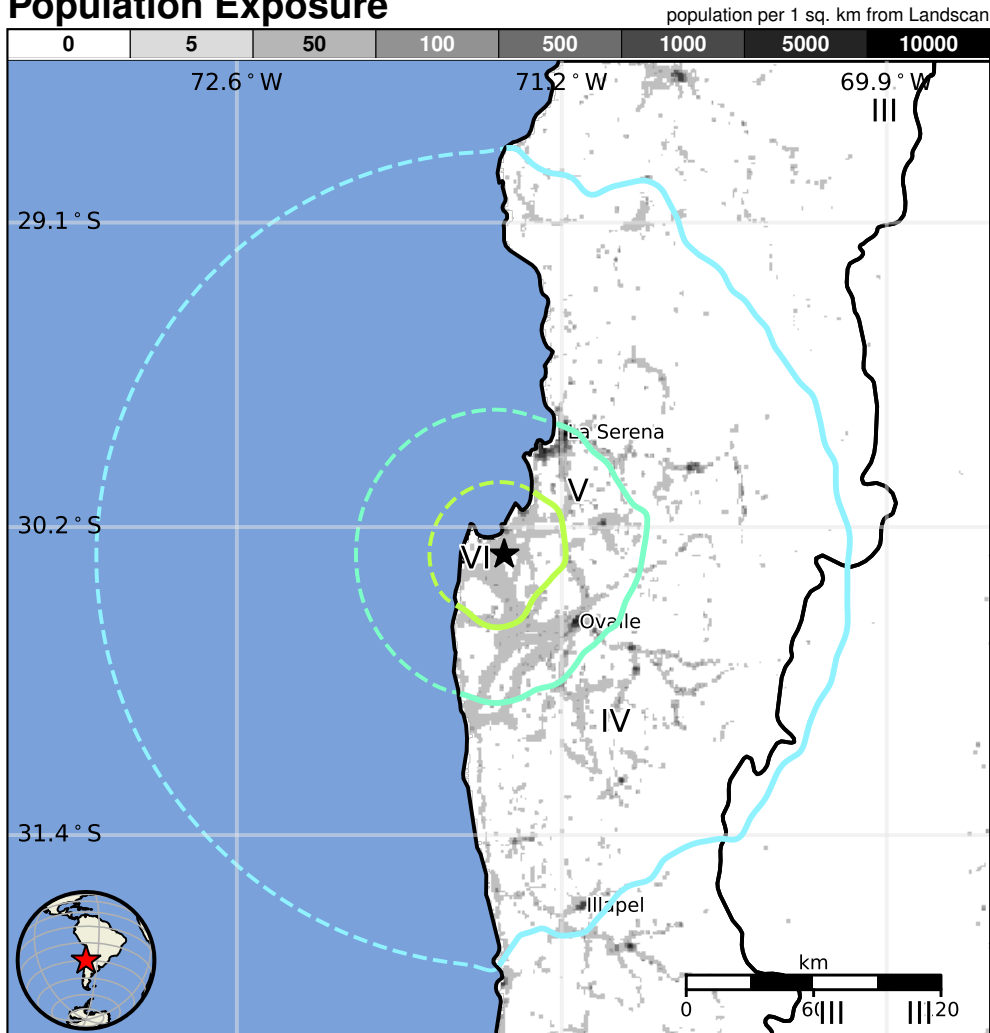 Population Exposure
population per 1 sq. km from Landscan
0 5 50 100 500 1000 5000 10000
72.6°W 71.2°W 69.9°W
III
29.1°S
La Serena
V
30.2°S
VI
Ovalle
IV
31.4°S
Illapel
km
0 60 120
III III